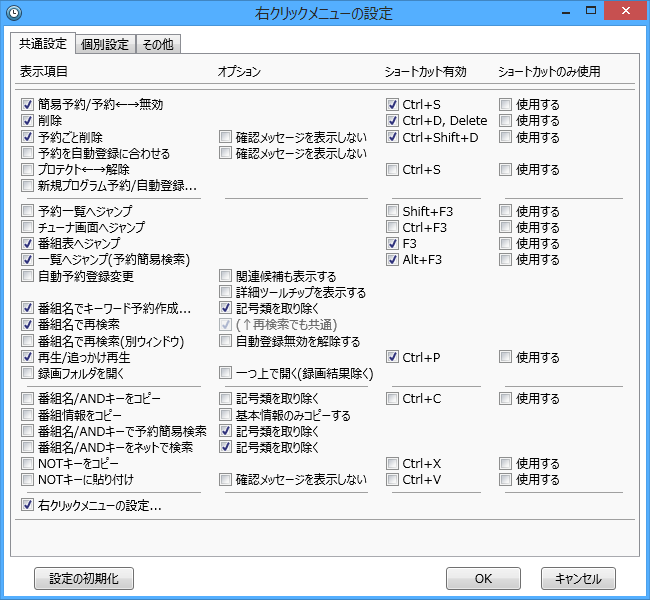 右クリックメニューの設定
共通設定 個別設定 その他
表示項目 オプション ショートカット有効 ショートカットのみ使用
簡易予約/予約←→無効 Ctrl+S 使用する
削除 Ctrl+D, Delete 使用する
予約ごと削除 確認メッセージを表示しない Ctrl+Shift+D 使用する
予約を自動登録に合わせる 確認メッセージを表示しない
プロテクト←→解除 Ctrl+S 使用する
新規プログラム予約/自動登録...
予約一覧へジャンプ Shift+F3 使用する
チューナ画面へジャンプ Ctrl+F3 使用する
番組表へジャンプ F3 使用する
一覧へジャンプ(予約簡易検索) Alt+F3 使用する
自動予約登録変更 関連候補も表示する
詳細ツールチップを表示する
番組名でキーワード予約作成... 記号類を取り除く
番組名で再検索 (↑再検索でも共通)
番組名で再検索(別ウィンドウ) 自動登録無効を解除する
再生/追っかけ再生 Ctrl+P 使用する
録画フォルダを開く 一つ上で開く(録画結果除く)
番組名/ANDキーをコピー 記号類を取り除く Ctrl+C 使用する
番組情報をコピー 基本情報のみコピーする
番組名/ANDキーで予約簡易検索 記号類を取り除く
番組名/ANDキーをネットで検索 記号類を取り除く
NOTキーをコピー Ctrl+X 使用する
NOTキーに貼り付け 確認メッセージを表示しない Ctrl+V 使用する
右クリックメニューの設定...
設定の初期化 OK キャンセル